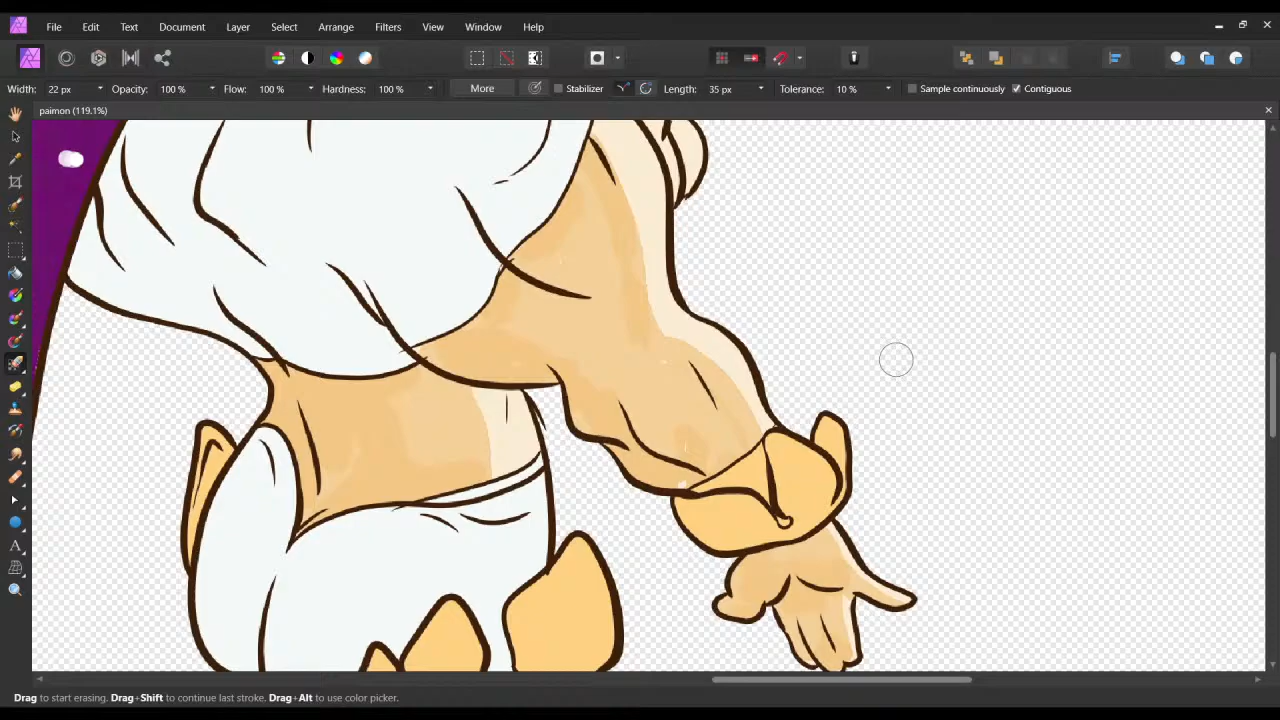 File Edit Text Document Layer Select Arrange Filters View Window Help
Width: 22 px Opacity: 100 % Flow: 100 % Hardness: 100 % More Stabilizer Length: 35 px Tolerance: 10 % Sample continuously Contiguous
paimon (119.1%)
Drag to start erasing. Drag+Shift to continue last stroke. Drag+Alt to use color picker.